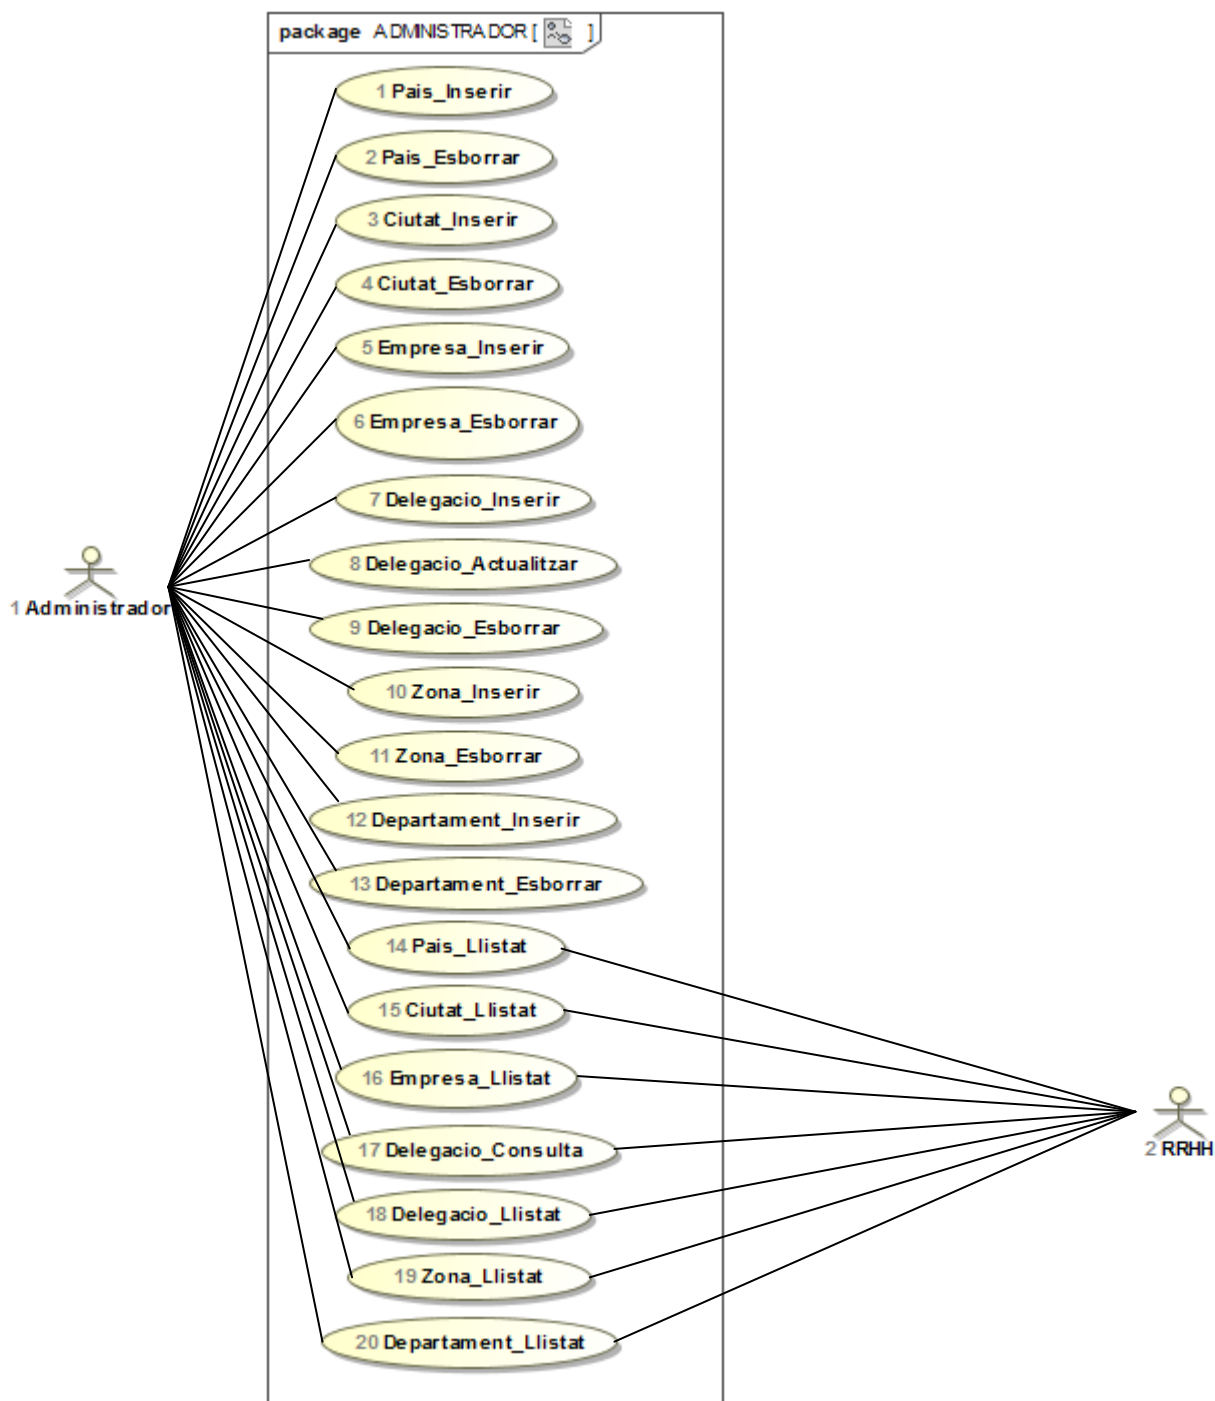 package ADMINISTRADOR [ ]
1 Pais_Inserir
2 Pais_Esborrar
3 Ciutat_Inserir
4 Ciutat_Esborrar
5 Empresa_Inserir
6 Empresa_Esborrar
7 Delegacio_Inserir
8 Delegacio_Actualitzar
1 Administrador
9 Delegacio_Esborrar
10 Zona_Inserir
11 Zona_Esborrar
12 Departament_Inserir
13 Departament_Esborrar
14 Pais_Llistat
15 Ciutat_Llistat
16 Empresa_Llistat
17 Delegacio_Consulta
2 RRHH
18 Delegacio_Llistat
19 Zona_Llistat
20 Departament_Llistat